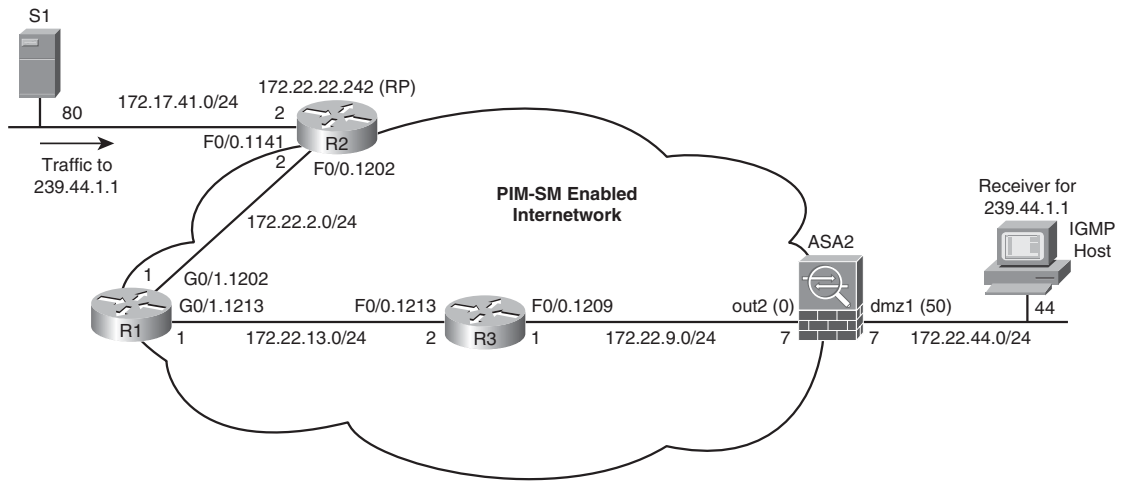 S1
172.22.22.242 (RP)
172.17.41.0/24
80
2
R2
F0/0.1141
Traffic to
239.44.1.1
2
F0/0.1202
PIM-SM Enabled
Internetwork
Receiver for
239.44.1.1
IGMP
Host
172.22.2.0/24
ASA2
1
G0/1.1202
G0/1.1213
F0/0.1213
F0/0.1209
out2 (0)
dmz1 (50)
44
R1
1
172.22.13.0/24
2
R3
1
172.22.9.0/24
7
7
172.22.44.0/24